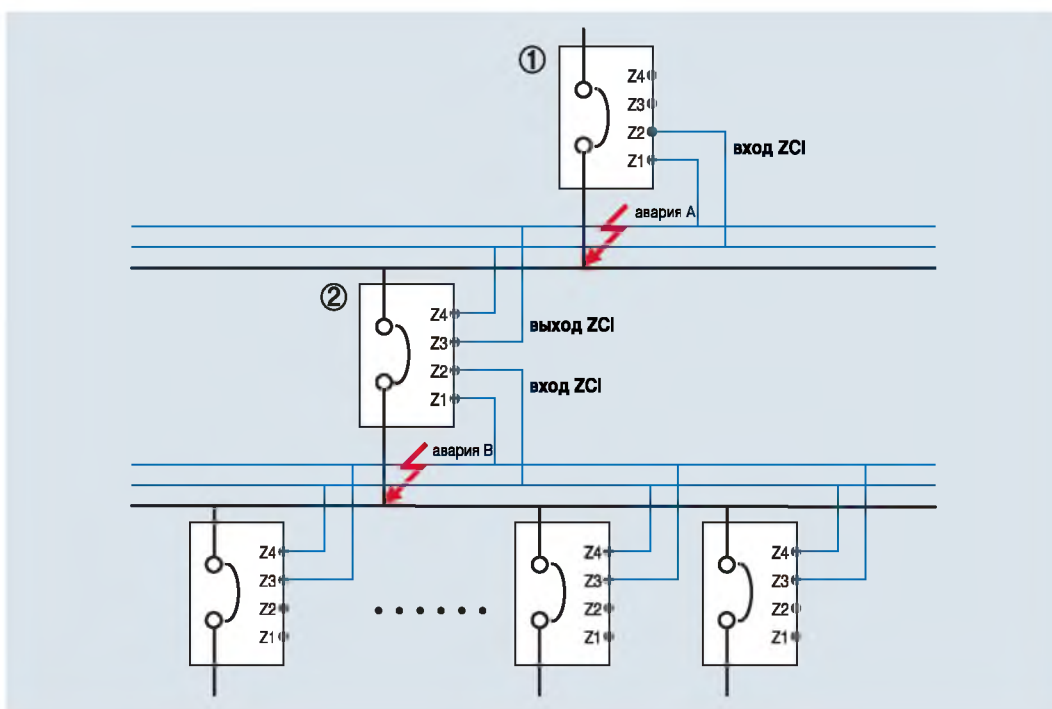 ①
Z4
Z3
Z2
Z1
вход ZCI
авария A
②
Z4
Z3
Z2
Z1
выход ZCI
вход ZCI
авария B
Z4
Z3
Z2
Z1
......
Z4
Z3
Z2
Z1
Z4
Z3
Z2
Z1